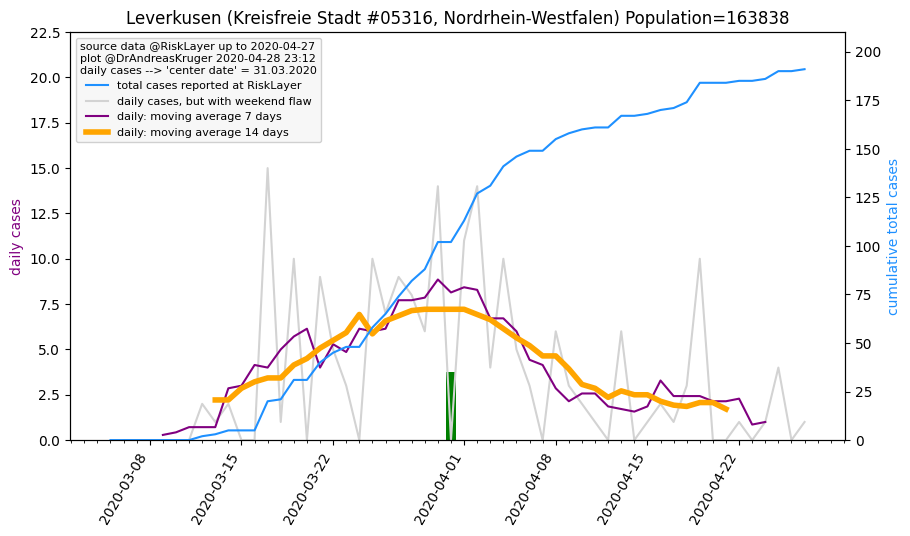 Leverkusen (Kreisfreie Stadt #05316, Nordrhein-Westfalen) Population=163838
source data @RiskLayer up to 2020-04-27
plot @DrAndreasKruger 2020-04-28 23:12
daily cases --> 'center date' = 31.03.2020
total cases reported at RiskLayer
daily cases, but with weekend flaw
daily: moving average 7 days
daily: moving average 14 days
daily cases
22.5
20.0
17.5
15.0
12.5
10.0
7.5
5.0
2.5
0.0
2020-03-08
2020-03-15
2020-03-22
2020-04-01
2020-04-08
2020-04-15
2020-04-22
200
175
150
125
100
75
50
25
0
cumulative total cases